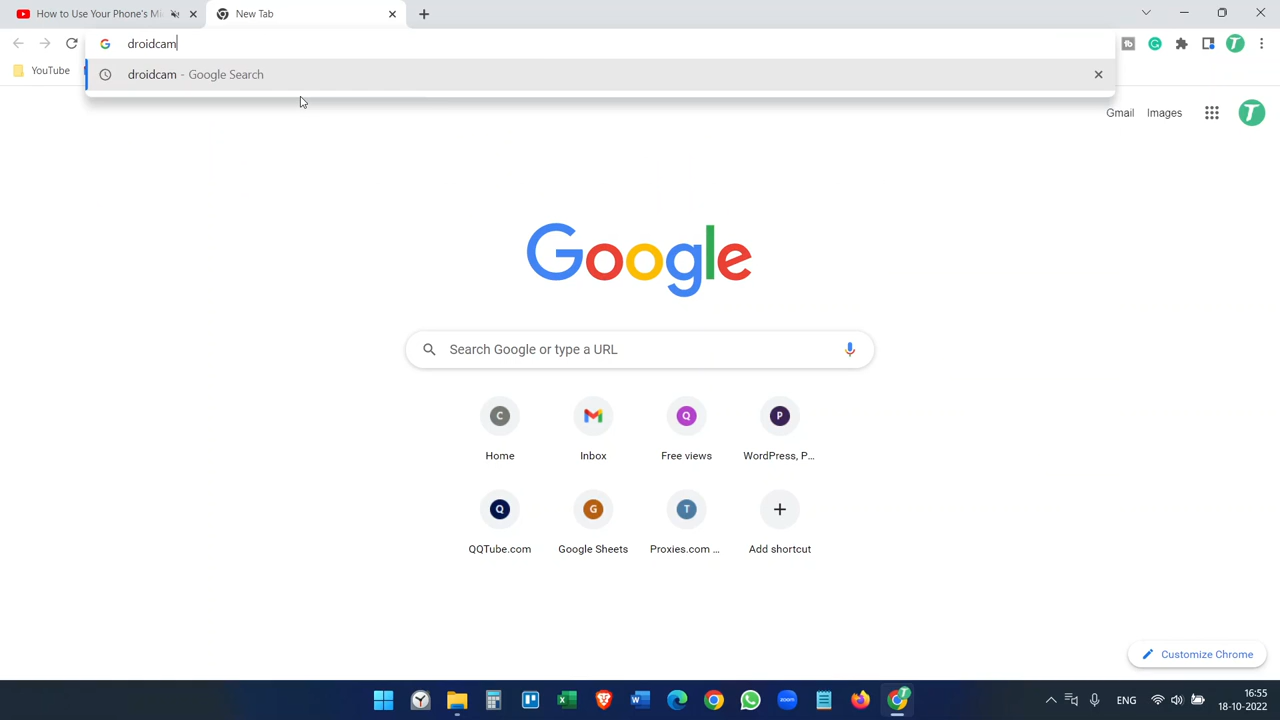 How to Use Your Phone's Mi
New Tab
droidcam
YouTube
droidcam - Google Search
Gmail
Images
T
Google
Search Google or type a URL
C
Q
P
Home
Inbox
Free views
WordPress, P...
Q
G
T
QQTube.com
Google Sheets
Proxies.com ...
Add shortcut
Customize Chrome
zoom
ENG
16:55
18-10-2022